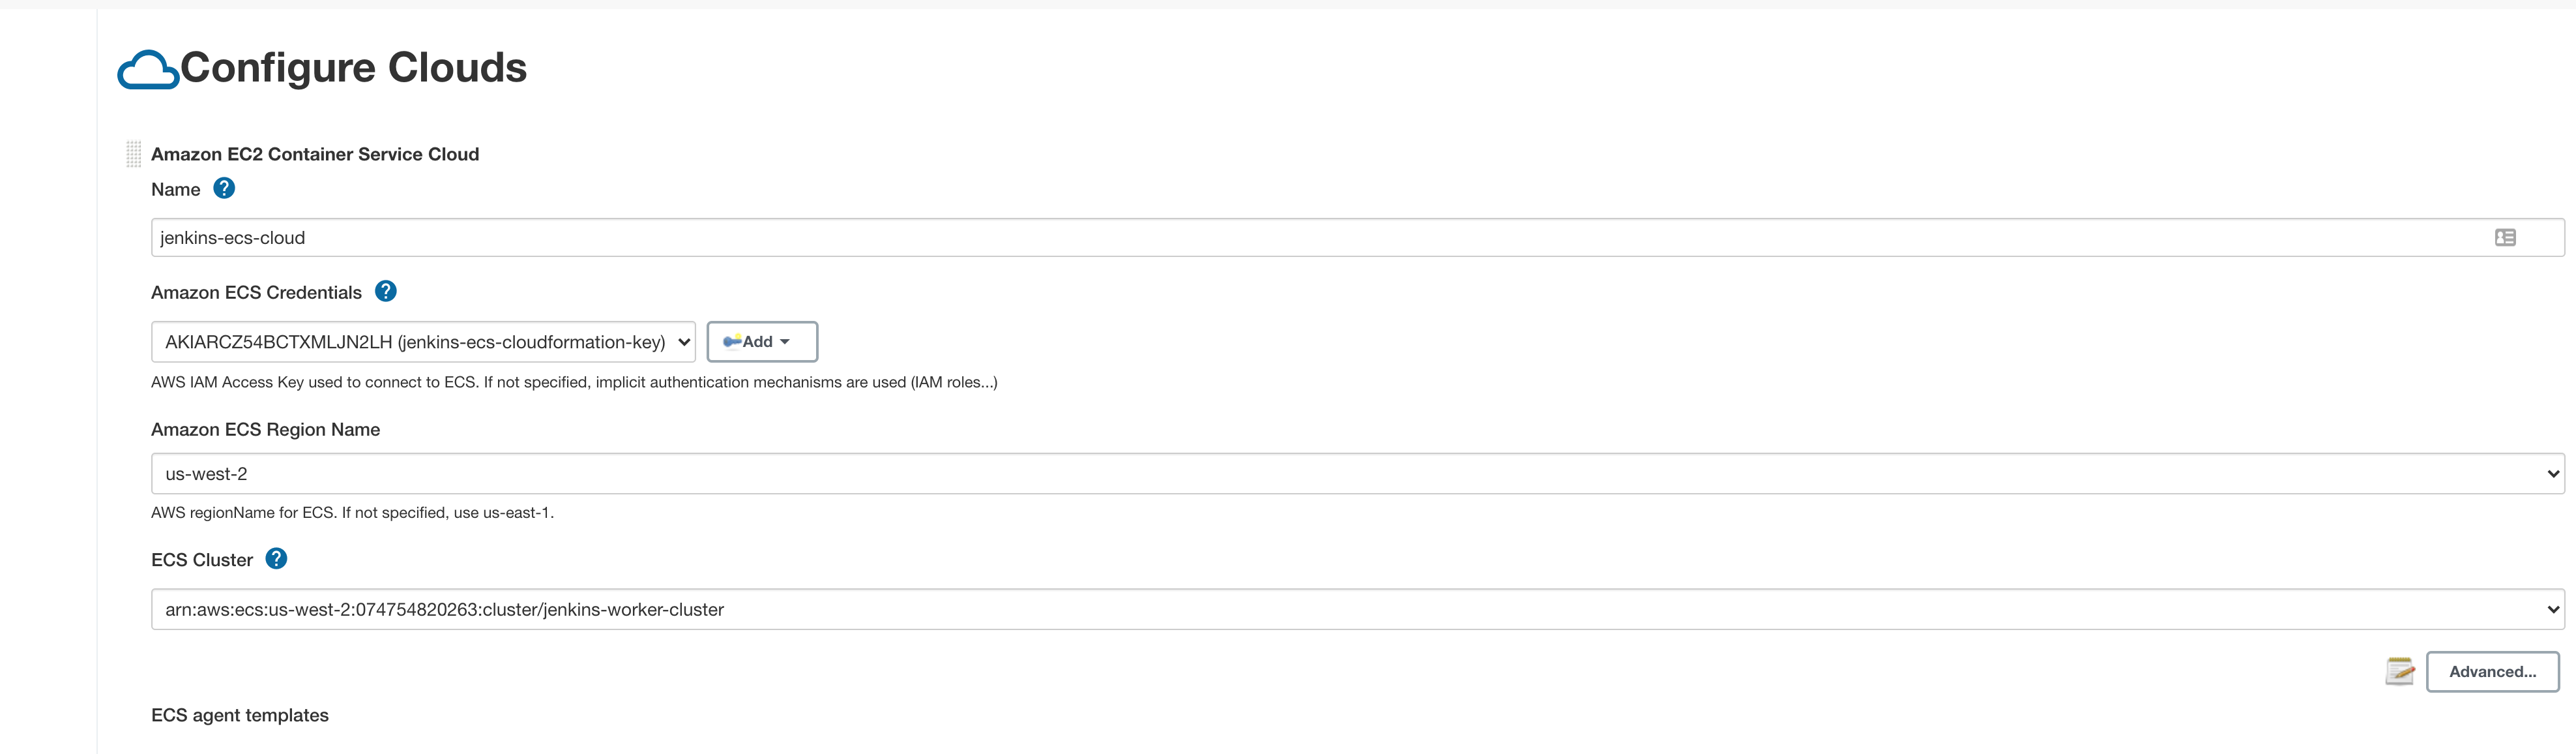 Configure Clouds
Amazon EC2 Container Service Cloud
Name ?
jenkins-ecs-cloud
Amazon ECS Credentials ?
AKIARCZ54BCTXMLJN2LH (jenkins-ecs-cloudformation-key) Add
AWS IAM Access Key used to connect to ECS. If not specified, implicit authentication mechanisms are used (IAM roles...)
Amazon ECS Region Name
us-west-2
AWS regionName for ECS. If not specified, use us-east-1.
ECS Cluster ?
arn:aws:ecs:us-west-2:074754820263:cluster/jenkins-worker-cluster
Advanced...
ECS agent templates